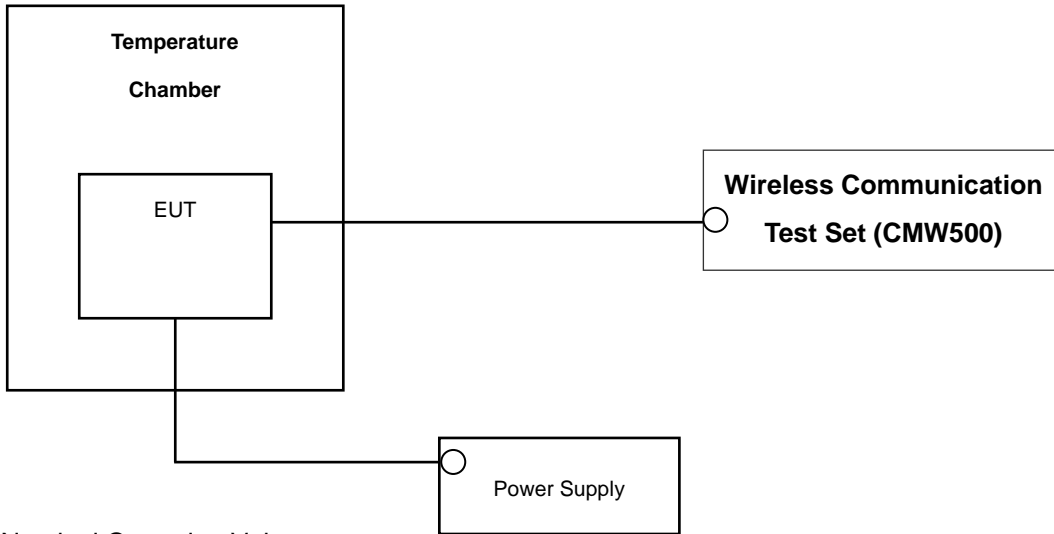 Temperature
Chamber
EUT
Wireless Communication
Test Set (CMW500)
Power Supply